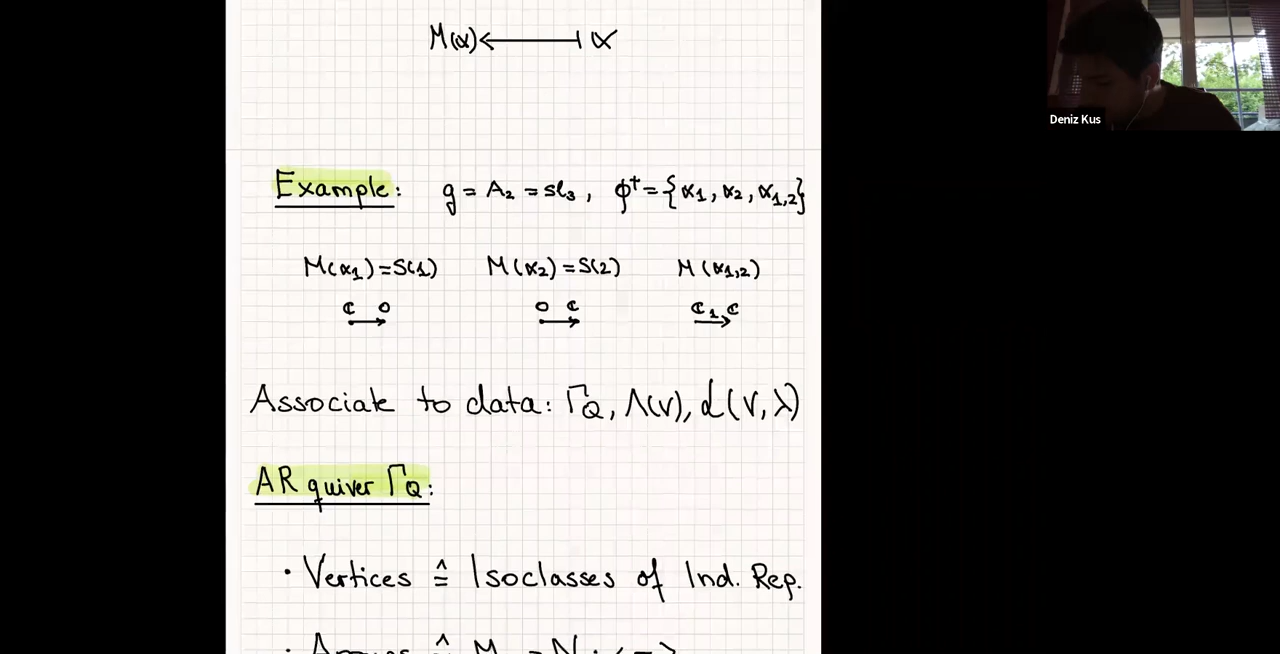 M(α) ⟵⊣ α
Deniz Kus
Example: g = A₂ = sl₃, ϕ⁺ = {α₁, α₂, α₁,₂}
M(α₁) = S(1) M(α₂) = S(2) M(α₁,₂)
ℂ 0 0 ℂ ℂ 1 ℂ
→ → →
Associate to data: Γ_Q, Λ(V), 𝓛(V, λ)
AR quiver Γ_Q:
• Vertices ≙ Isoclasses of Ind. Rep.